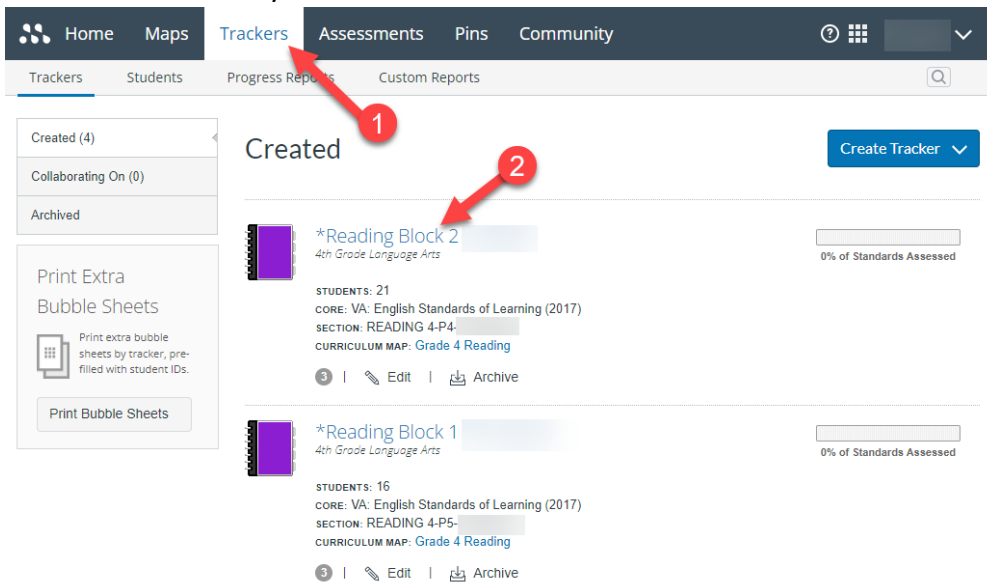 Home Maps Trackers Assessments Pins Community
Trackers Students Progress Reports Custom Reports
1
Created (4)
Collaborating On (0)
Archived
Print Extra
Bubble Sheets
Print extra bubble
sheets by tracker, pre-
filled with student IDs.
Print Bubble Sheets
Created
Create Tracker
2
*Reading Block 2
4th Grade Language Arts
0% of Standards Assessed
STUDENTS: 21
CORE: VA: English Standards of Learning (2017)
SECTION: READING 4-P4-
CURRICULUM MAP: Grade 4 Reading
3 | Edit | Archive
*Reading Block 1
4th Grade Language Arts
0% of Standards Assessed
STUDENTS: 16
CORE: VA: English Standards of Learning (2017)
SECTION: READING 4-P5-
CURRICULUM MAP: Grade 4 Reading
3 | Edit | Archive